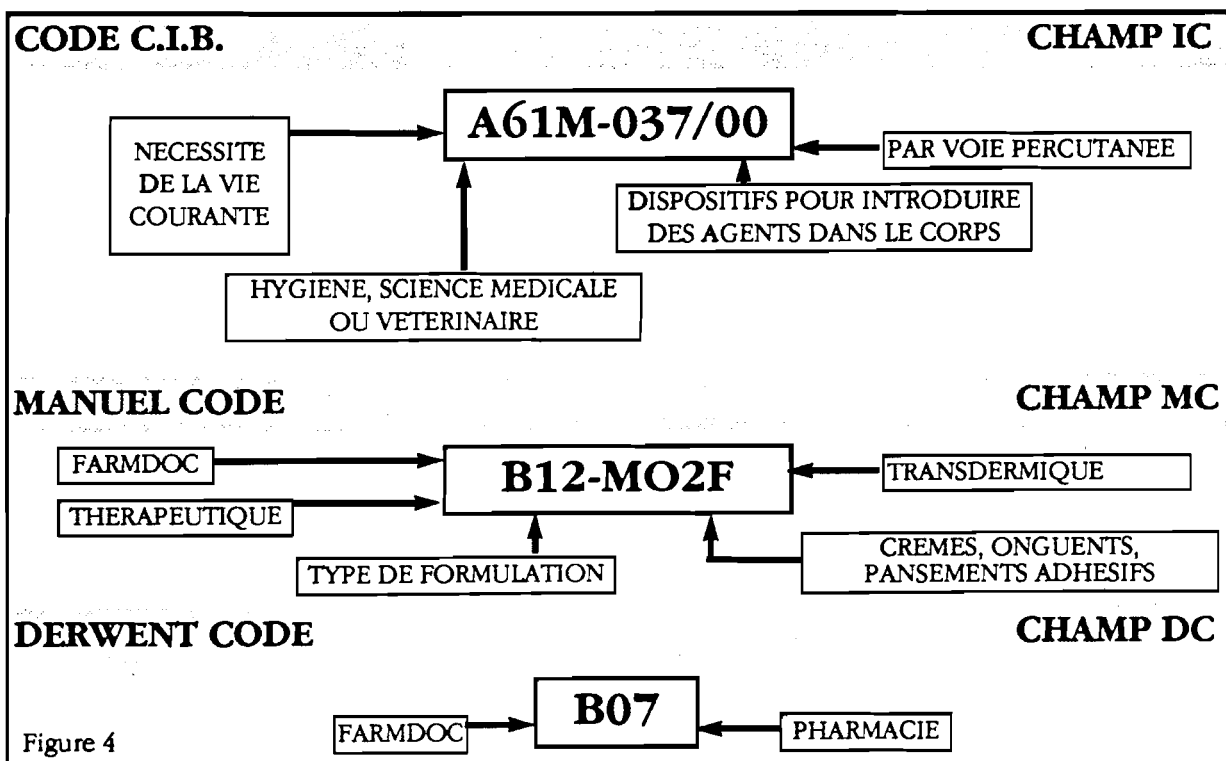 CODE C.I.B.
CHAMP IC
A61M-037/00
NECESSITE
DE LA VIE
COURANTE
PAR VOIE PERCUTANEE
DISPOSITIFS POUR INTRODUIRE
DES AGENTS DANS LE CORPS
HYGIENE, SCIENCE MEDICALE
OU VETERINAIRE
MANUEL CODE
CHAMP MC
FARMDOC
B12-MO2F
TRANSDERMIQUE
THERAPEUTIQUE
TYPE DE FORMULATION
CREMES, ONGUENTS,
PANSEMENTS ADHESIFS
DERWENT CODE
CHAMP DC
B07
FARMDOC
PHARMACIE
Figure 4